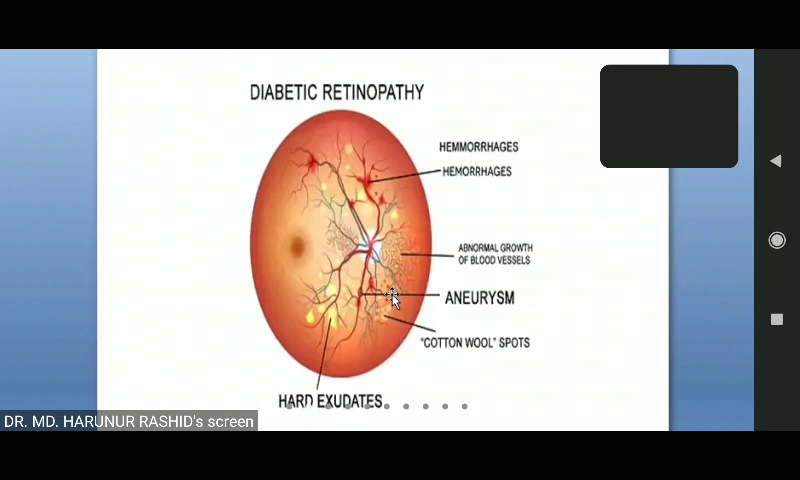 DIABETIC RETINOPATHY
HEMMORRHAGES
HEMORRHAGES
ABNORMAL GROWTH
OF BLOOD VESSELS
ANEURYSM
"COTTON WOOL" SPOTS
HARD EXUDATES
DR. MD. HARUNUR RASHID's screen